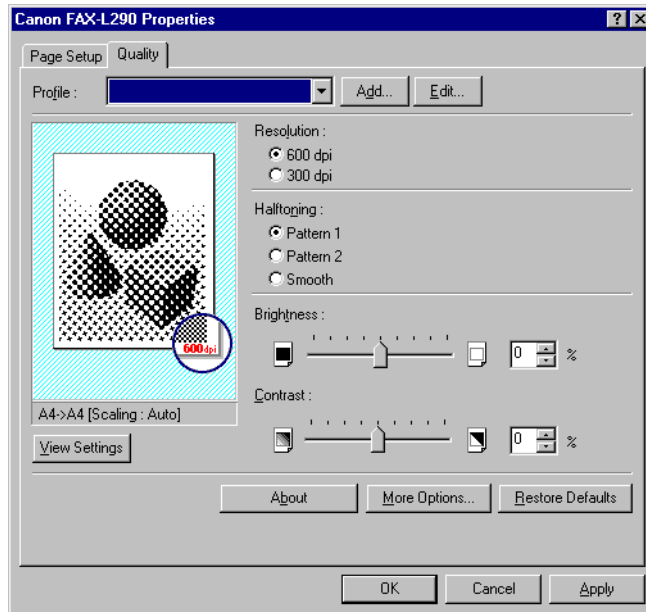 Canon FAX-L290 Properties
Page Setup Quality
Profile : Add... Edit...
Resolution :
600 dpi
300 dpi
Halftoning :
Pattern 1
Pattern 2
Smooth
600dpi
Brightness :
0 %
A4->A4 [Scaling : Auto]
Contrast :
0 %
View Settings
About More Options... Restore Defaults
OK Cancel Apply